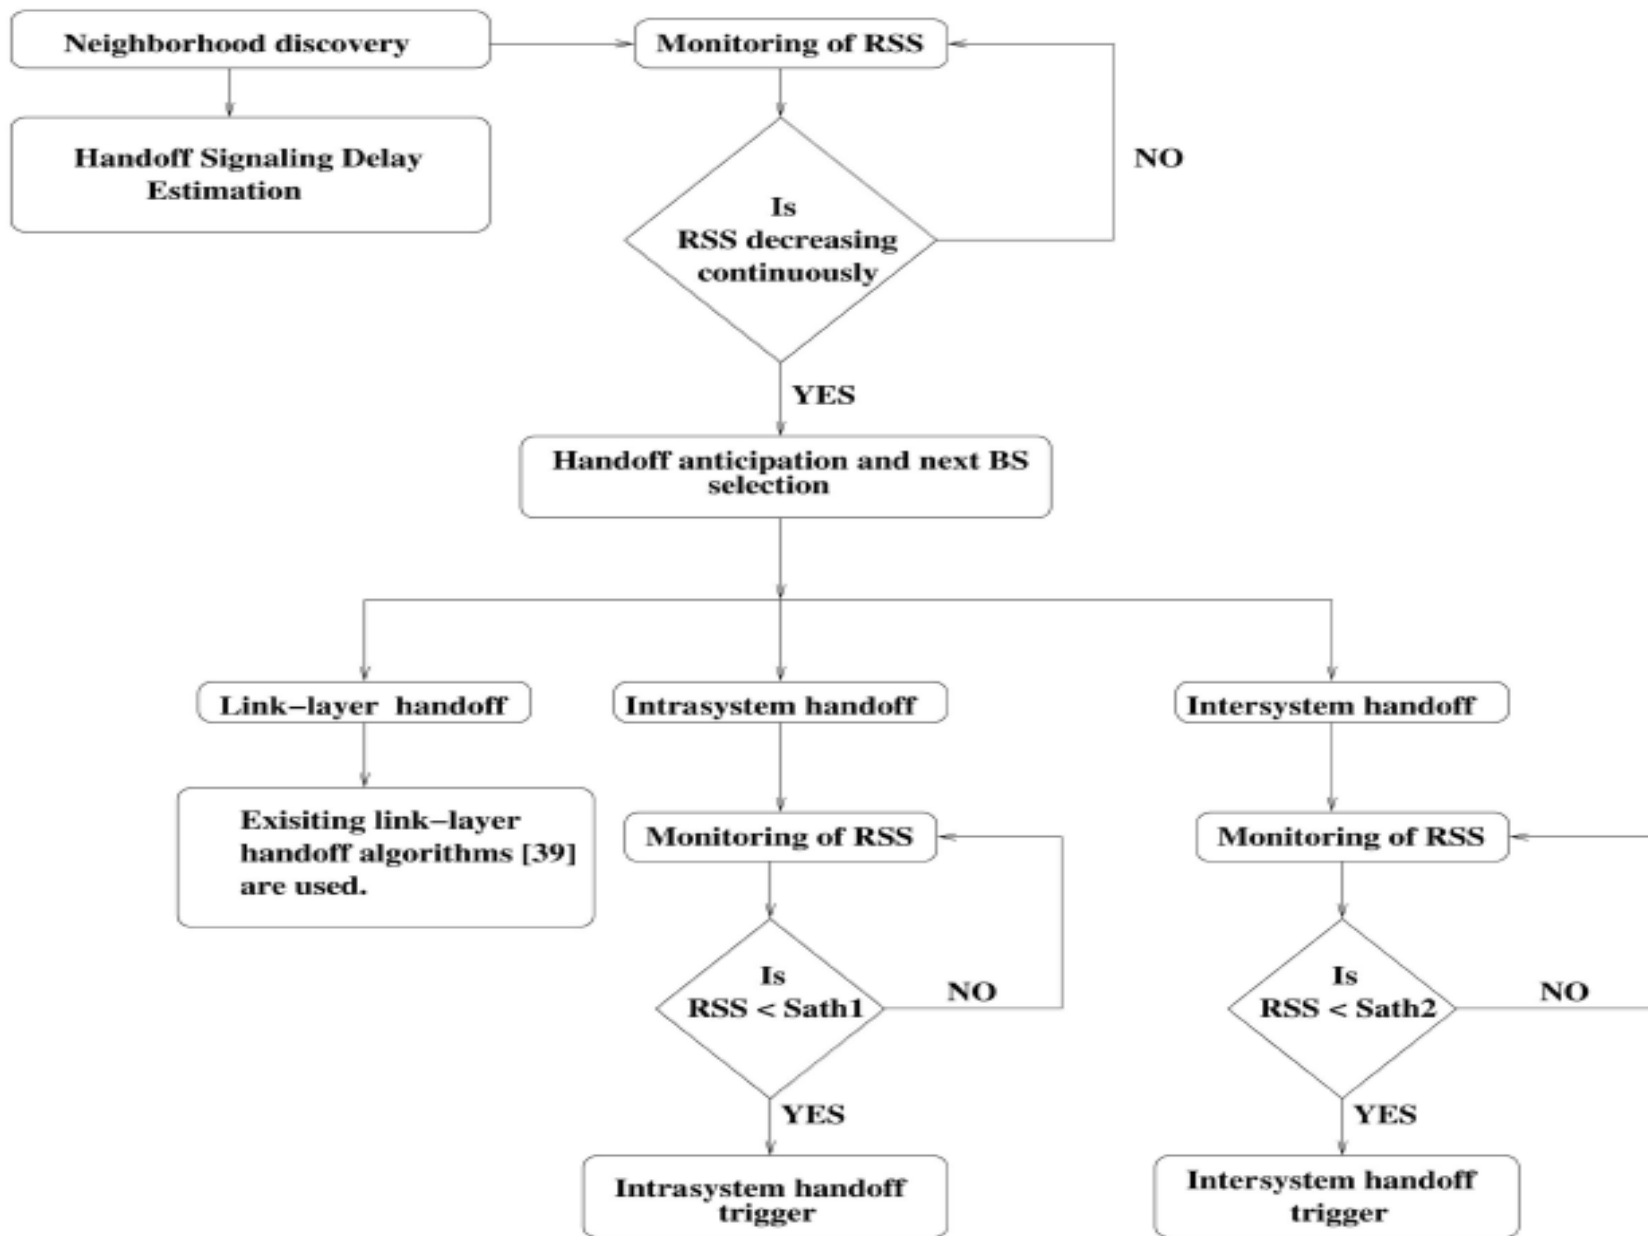 Neighborhood discovery
Monitoring of RSS
Handoff Signaling Delay
Estimation
NO
Is
RSS decreasing
continuously
YES
Handoff anticipation and next BS
selection
Link-layer handoff
Intrasystem handoff
Intersystem handoff
Exisiting link-layer
handoff algorithms [39]
are used.
Monitoring of RSS
Monitoring of RSS
Is
RSS < Sath1
NO
Is
RSS < Sath2
NO
YES
YES
Intrasystem handoff
trigger
Intersystem handoff
trigger